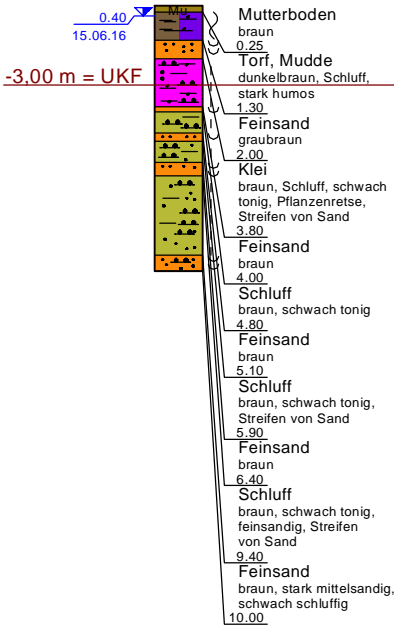 Mu
0.40
15.06.16
-3,00 m = UKF
Mutterboden
braun
0.25
Torf, Mudde
dunkelbraun, Schluff,
stark humos
1.30
Feinsand
graubraun
2.00
Klei
braun, Schluff, schwach
tonig, Pflanzenretse,
Streifen von Sand
3.80
Feinsand
braun
4.00
Schluff
braun, schwach tonig
4.80
Feinsand
braun
5.10
Schluff
braun, schwach tonig,
Streifen von Sand
5.90
Feinsand
braun
6.40
Schluff
braun, schwach tonig,
feinsandig, Streifen
von Sand
9.40
Feinsand
braun, stark mittelsandig,
schwach schluffig
10.00